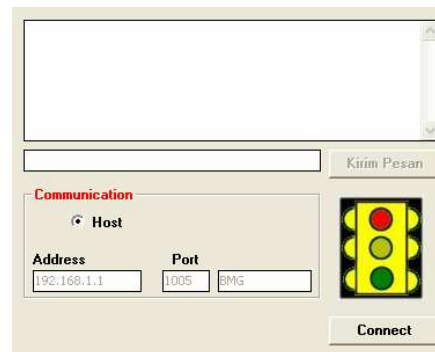 Kirim Pesan
Communication
Host
Address Port
192.168.1.1 1005 BMG
Connect